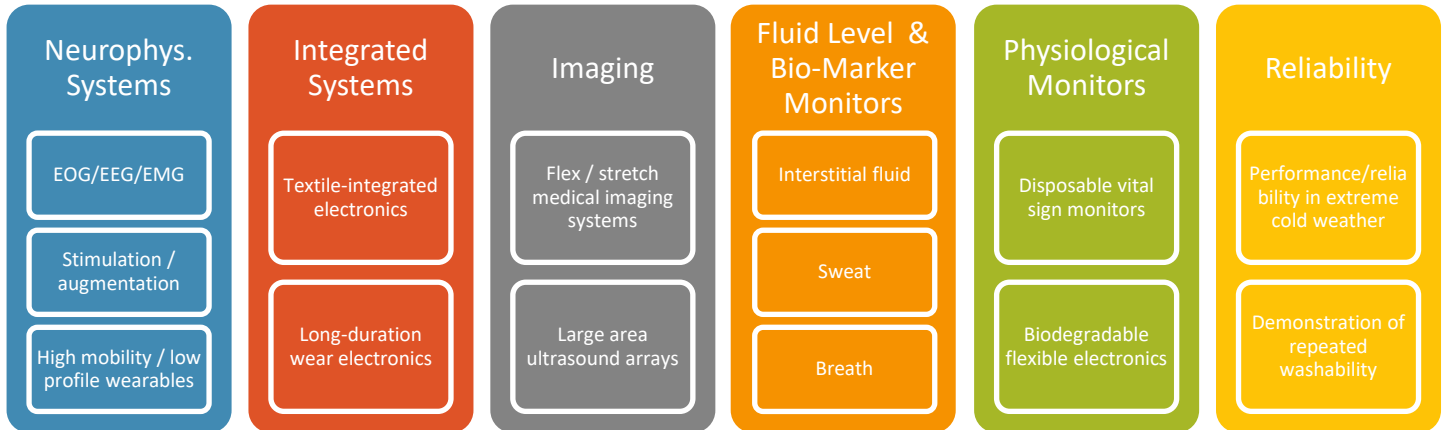 Neurophys.
Systems
EOG/EEG/EMG
Stimulation /
augmentation
High mobility / low
profile wearables
Integrated
Systems
Textile-integrated
electronics
Long-duration
wear electronics
Imaging
Flex / stretch
medical imaging
systems
Large area
ultrasound arrays
Fluid Level &
Bio-Marker
Monitors
Interstitial fluid
Sweat
Breath
Physiological
Monitors
Disposable vital
sign monitors
Biodegradable
flexible electronics
Reliability
Performance/relia
bility in extreme
cold weather
Demonstration of
repeated
washability